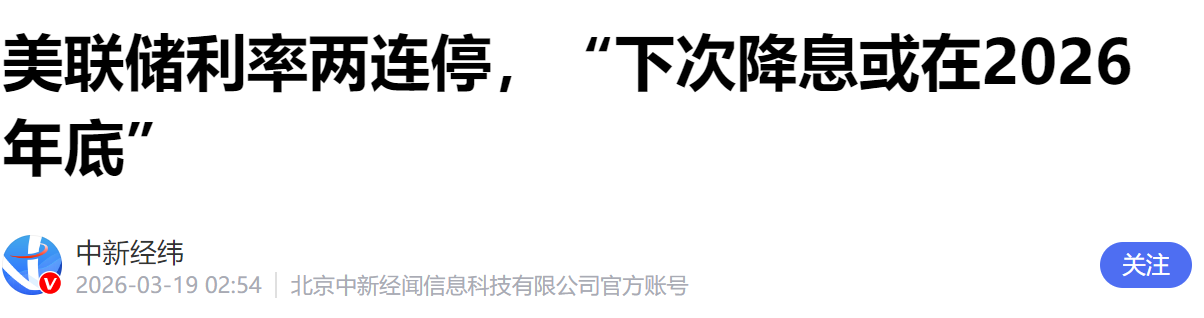 美联储利率两连停，“下次降息或在2026
年底”
中新经纬
2026-03-19 02:54 | 北京中新经闻信息科技有限公司官方账号
关注